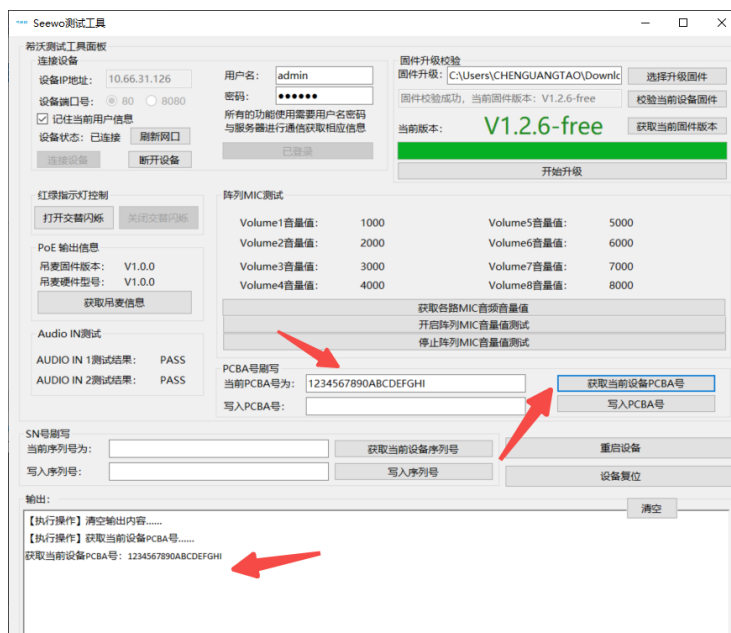 Seewo测试工具
希沃测试工具面板
连接设备
设备IP地址: 10.66.31.126
设备端口号: 80 8080
记住当前用户信息
设备状态: 已连接 刷新网口
连接设备 断开设备
用户名: admin
密码: ●●●●●●
所有的功能使用需要用户名密码
与服务器进行通信获取相应信息
已登录
固件升级校验
固件升级: C:\Users\CHENGUANGTAO\Downlc 选择升级固件
固件校验成功，当前固件版本: V1.2.6-free 校验当前设备固件
当前版本: V1.2.6-free 获取当前固件版本
开始升级
红绿指示灯控制
打开交替闪烁 关闭交替闪烁
PoE 输出信息
吊麦固件版本: V1.0.0
吊麦硬件型号: V1.0.0
获取吊麦信息
Audio IN测试
AUDIO IN 1测试结果: PASS
AUDIO IN 2测试结果: PASS
阵列MIC测试
Volume1音量值: 1000 Volume5音量值: 5000
Volume2音量值: 2000 Volume6音量值: 6000
Volume3音量值: 3000 Volume7音量值: 7000
Volume4音量值: 4000 Volume8音量值: 8000
获取各路MIC音频音量值
开启阵列MIC音量值测试
停止阵列MIC音量值测试
PCBA号刷写
当前PCBA号为: 1234567890ABCDEFGHI 获取当前设备PCBA号
写入PCBA号: 写入PCBA号
SN号刷写
当前序列号为: 获取当前设备序列号
写入序列号: 写入序列号
重启设备
设备复位
输出:
清空
【执行操作】清空输出内容......
【执行操作】获取当前设备PCBA号......
获取当前设备PCBA号: 1234567890ABCDEFGHI